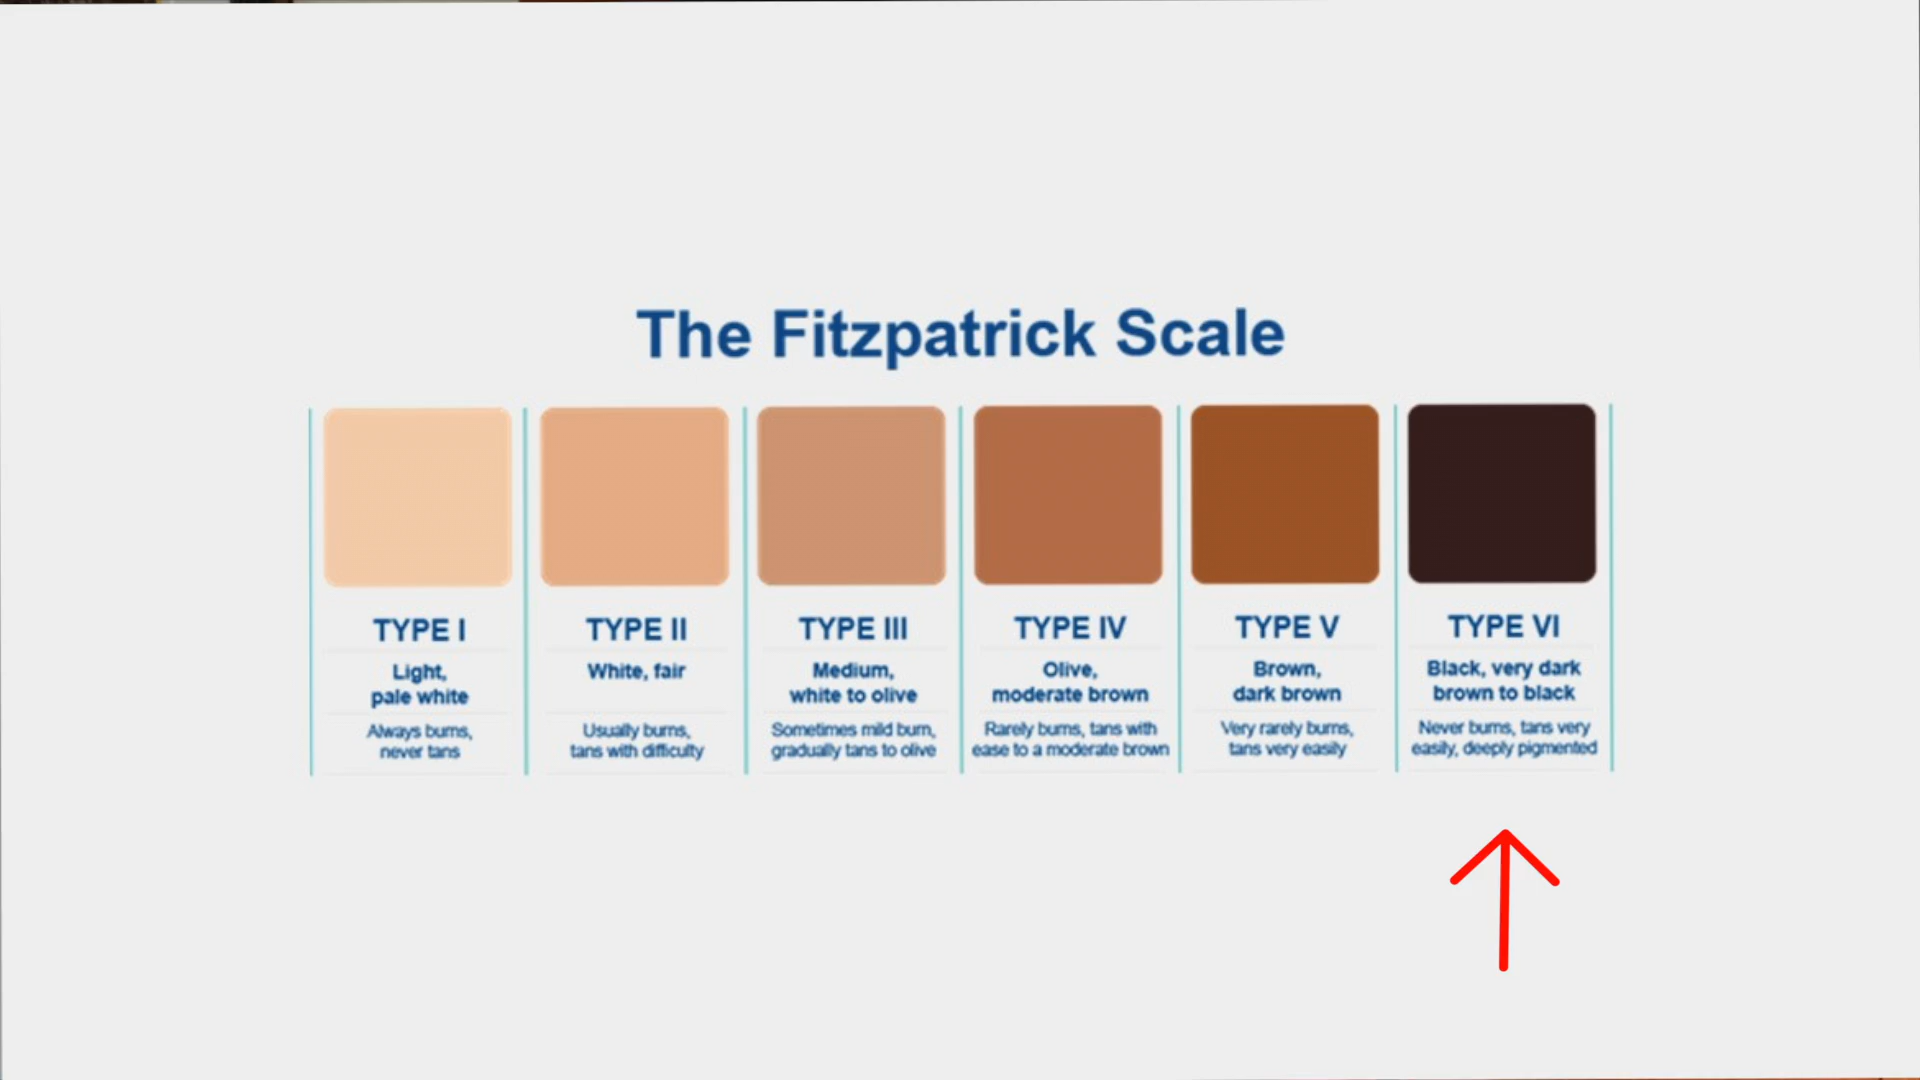 The Fitzpatrick Scale
TYPE I
Light,
pale white
Always burns,
never tans
TYPE II
White, fair
Usually burns,
tans with difficulty
TYPE III
Medium,
white to olive
Sometimes mild burn,
gradually tans to olive
TYPE IV
Olive,
moderate brown
Rarely burns, tans with
ease to a moderate brown
TYPE V
Brown,
dark brown
Very rarely burns,
tans very easily
TYPE VI
Black, very dark
brown to black
Never burns, tans very
easily, deeply pigmented